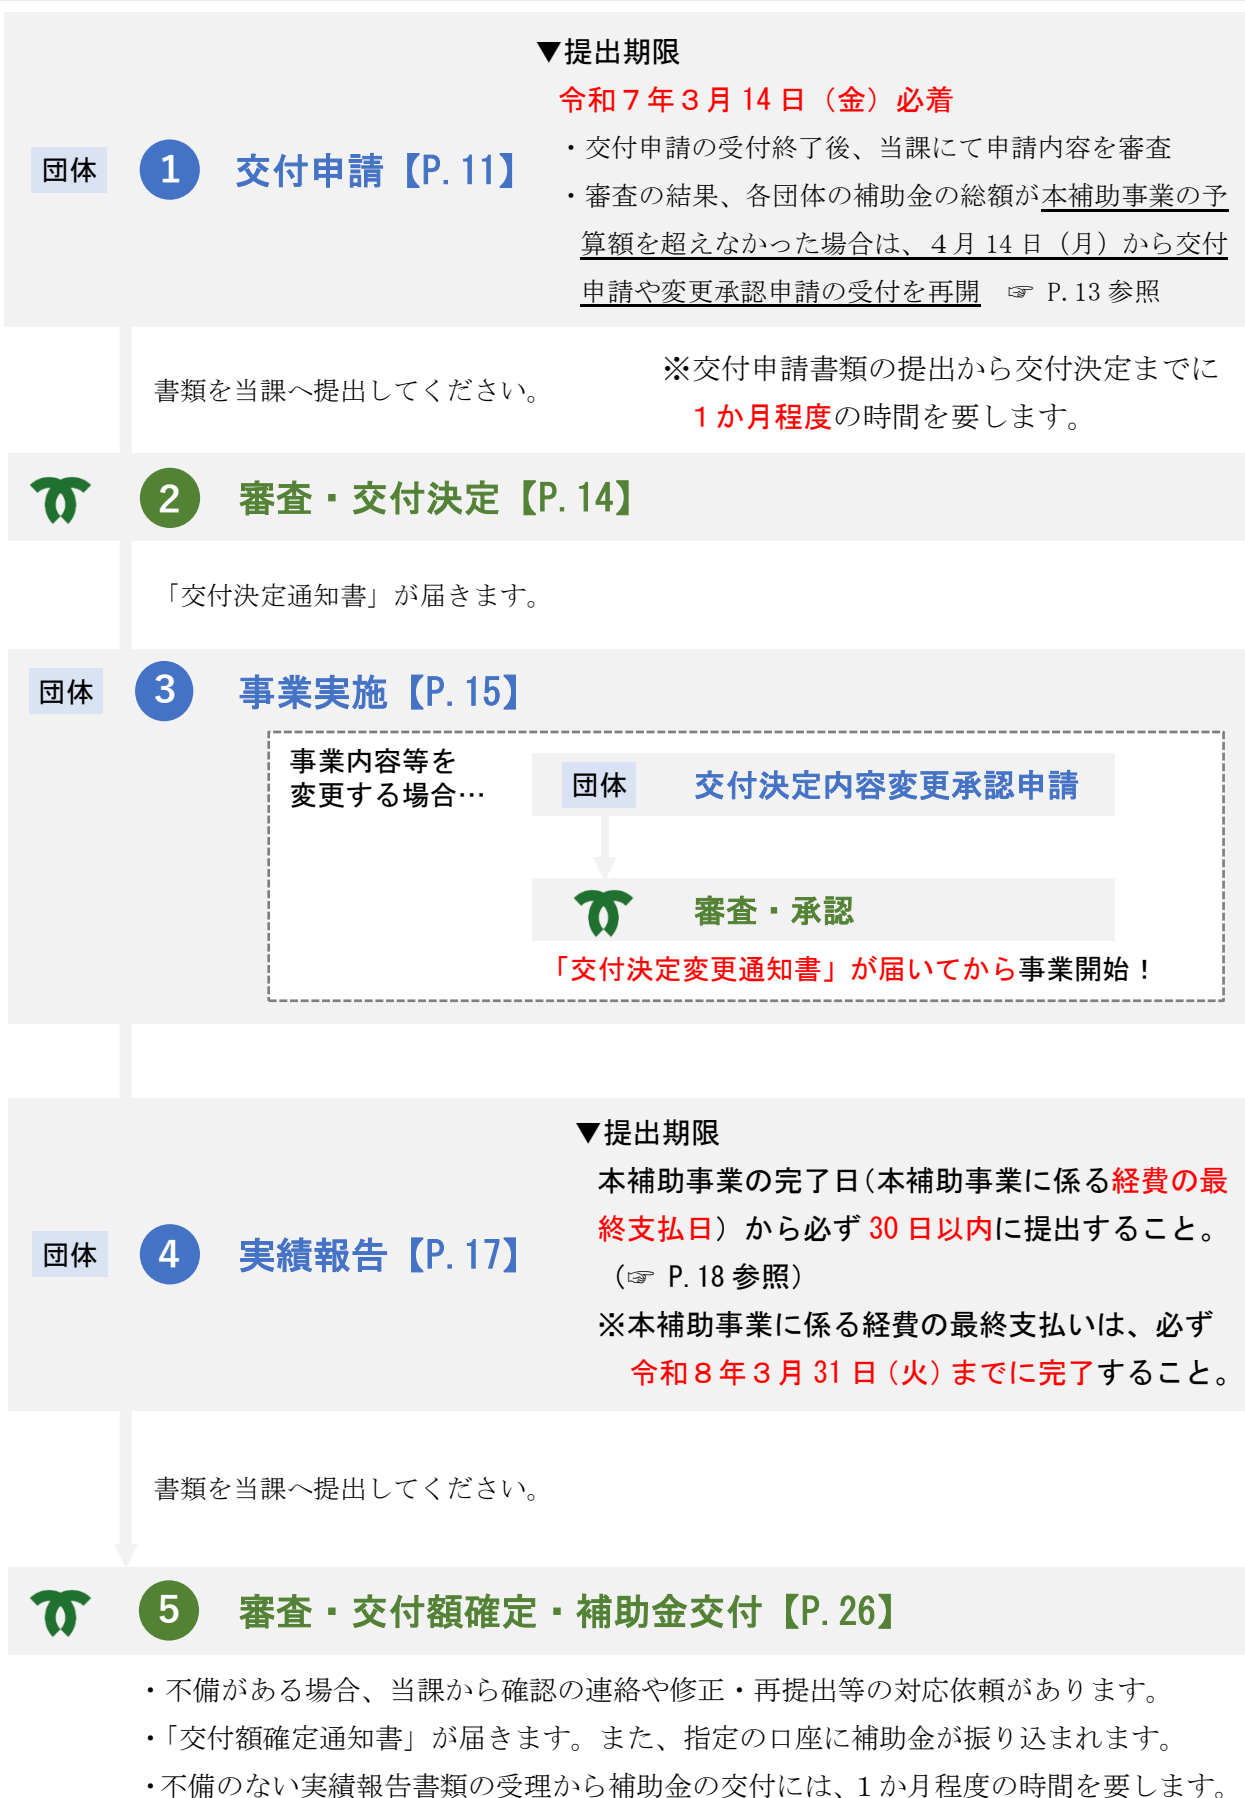 ▼提出期限
令和７年３月14日（金）必着
団体
1
交付申請【P.11】
・交付申請の受付終了後、当課にて申請内容を審査
・審査の結果、各団体の補助金の総額が本補助事業の予
算額を超えなかった場合は、４月14日（月）から交付
申請や変更承認申請の受付を再開　☞ P.13参照
書類を当課へ提出してください。
※交付申請書類の提出から交付決定までに
１か月程度の時間を要します。
2
審査・交付決定【P.14】
「交付決定通知書」が届きます。
団体
3
事業実施【P.15】
事業内容等を
変更する場合…
団体
交付決定内容変更承認申請
審査・承認
「交付決定変更通知書」が届いてから事業開始！
▼提出期限
本補助事業の完了日（本補助事業に係る経費の最
終支払日）から必ず30日以内に提出すること。
（☞ P.18参照）
団体
4
実績報告【P.17】
※本補助事業に係る経費の最終支払いは、必ず
令和８年３月31日（火）までに完了すること。
書類を当課へ提出してください。
5
審査・交付額確定・補助金交付【P.26】
・不備がある場合、当課から確認の連絡や修正・再提出等の対応依頼があります。
・「交付額確定通知書」が届きます。また、指定の口座に補助金が振り込まれます。
・不備のない実績報告書類の受理から補助金の交付には、１か月程度の時間を要します。